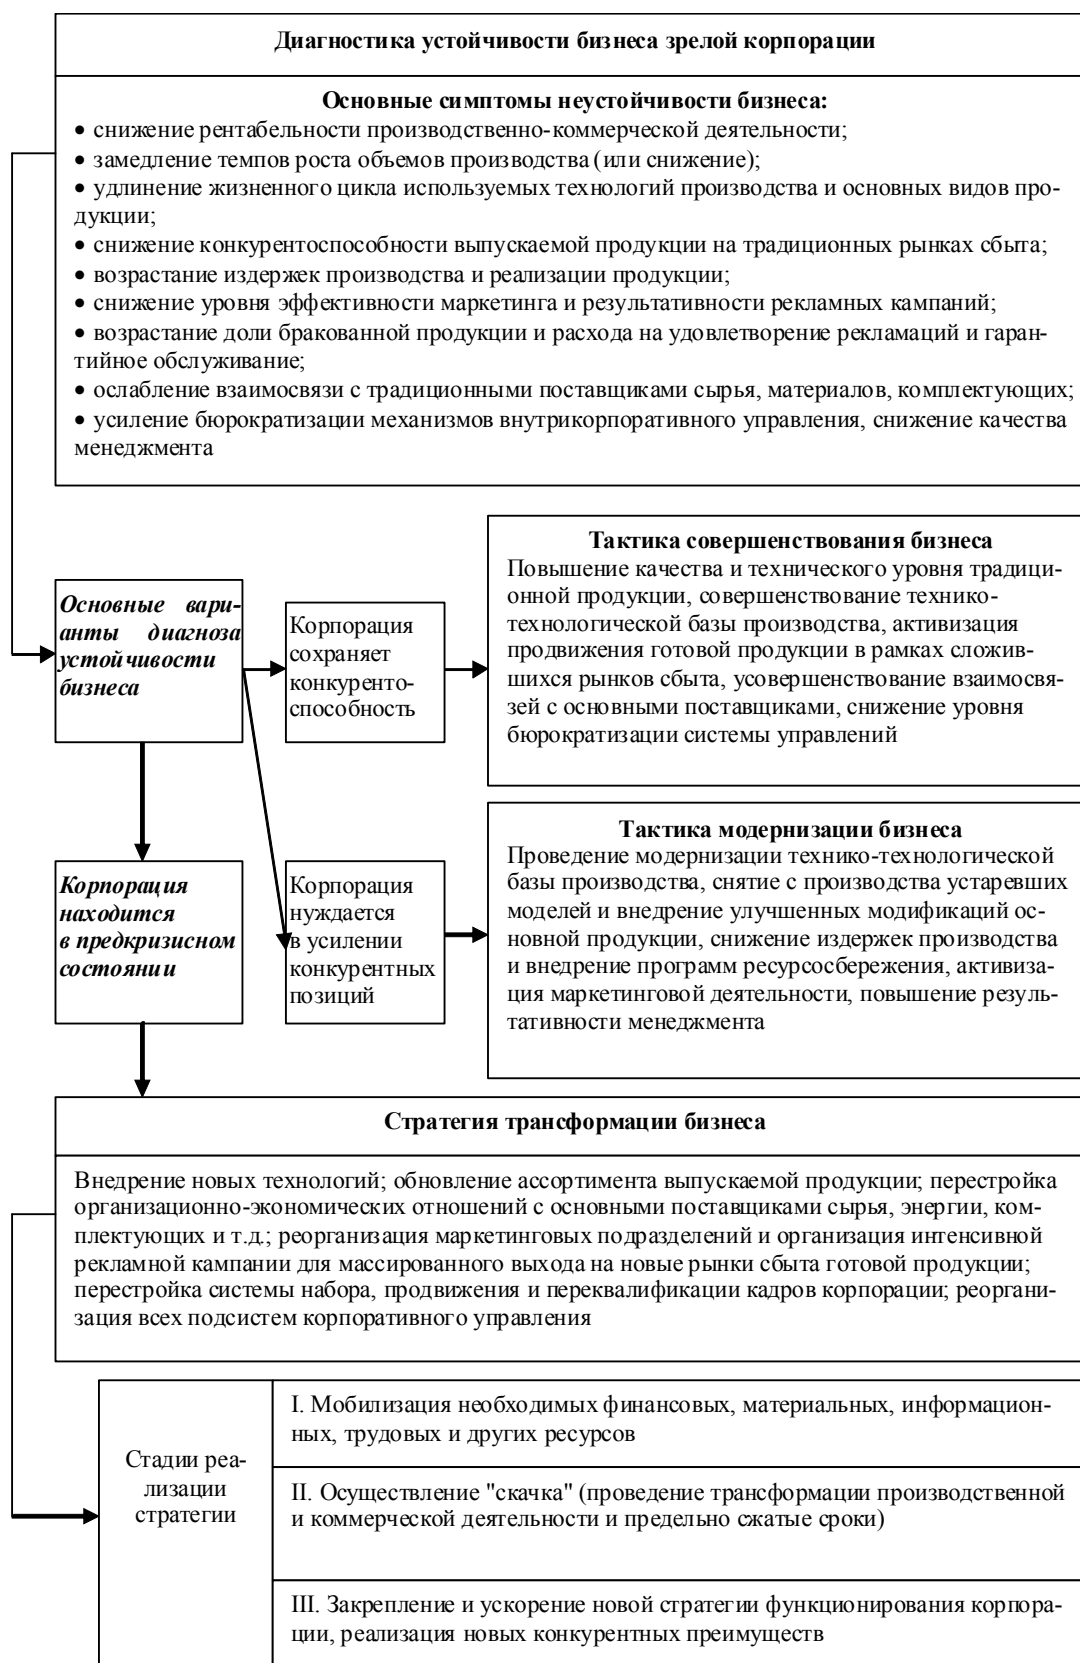 Диагностика устойчивости бизнеса зрелой корпорации
Основные симптомы неустойчивости бизнеса:
• снижение рентабельности производственно-коммерческой деятельности;
• замедление темпов роста объемов производства (или снижение);
• удлинение жизненного цикла используемых технологий производства и основных видов про-
дукции;
• снижение конкурентоспособности выпускаемой продукции на традиционных рынках сбыта;
• возрастание издержек производства и реализации продукции;
• снижение уровня эффективности маркетинга и результативности рекламных кампаний;
• возрастание доли бракованной продукции и расхода на удовлетворение рекламаций и гаран-
тийное обслуживание;
• ослабление взаимосвязи с традиционными поставщиками сырья, материалов, комплектующих;
• усиление бюрократизации механизмов внутрикорпоративного управления, снижение качества
менеджмента
Основные вари-
анты диагноза
устойчивости
бизнеса
Корпорация
сохраняет
конкуренто-
способность
Тактика совершенствования бизнеса
Повышение качества и технического уровня традици-
онной продукции, совершенствование технико-
технологической базы производства, активизация
продвижения готовой продукции в рамках сложив-
шихся рынков сбыта, усовершенствование взаимосвя-
зей с основными поставщиками, снижение уровня
бюрократизации системы управлений
Корпорация
находится
в предкризисном
состоянии
Корпорация
нуждается
в усилении
конкурентных
позиций
Тактика модернизации бизнеса
Проведение модернизации технико-технологической
базы производства, снятие с производства устаревших
моделей и внедрение улучшенных модификаций ос-
новной продукции, снижение издержек производства
и внедрение программ ресурсосбережения, активиза-
ция маркетинговой деятельности, повышение резуль-
тативности менеджмента
Стратегия трансформации бизнеса
Внедрение новых технологий; обновление ассортимента выпускаемой продукции; перестройка
организационно-экономических отношений с основными поставщиками сырья, энергии, ком-
плектующих и т.д.; реорганизация маркетинговых подразделений и организация интенсивной
рекламной кампании для массированного выхода на новые рынки сбыта готовой продукции;
перестройка системы набора, продвижения и переквалификации кадров корпорации; реоргани-
зация всех подсистем корпоративного управления
Стадии реа-
лизации
стратегии
I. Мобилизация необходимых финансовых, материальных, информацион-
ных, трудовых и других ресурсов
II. Осуществление "скачка" (проведение трансформации производственной
и коммерческой деятельности и предельно сжатые сроки)
III. Закрепление и ускорение новой стратегии функционирования корпора-
ции, реализация новых конкурентных преимуществ